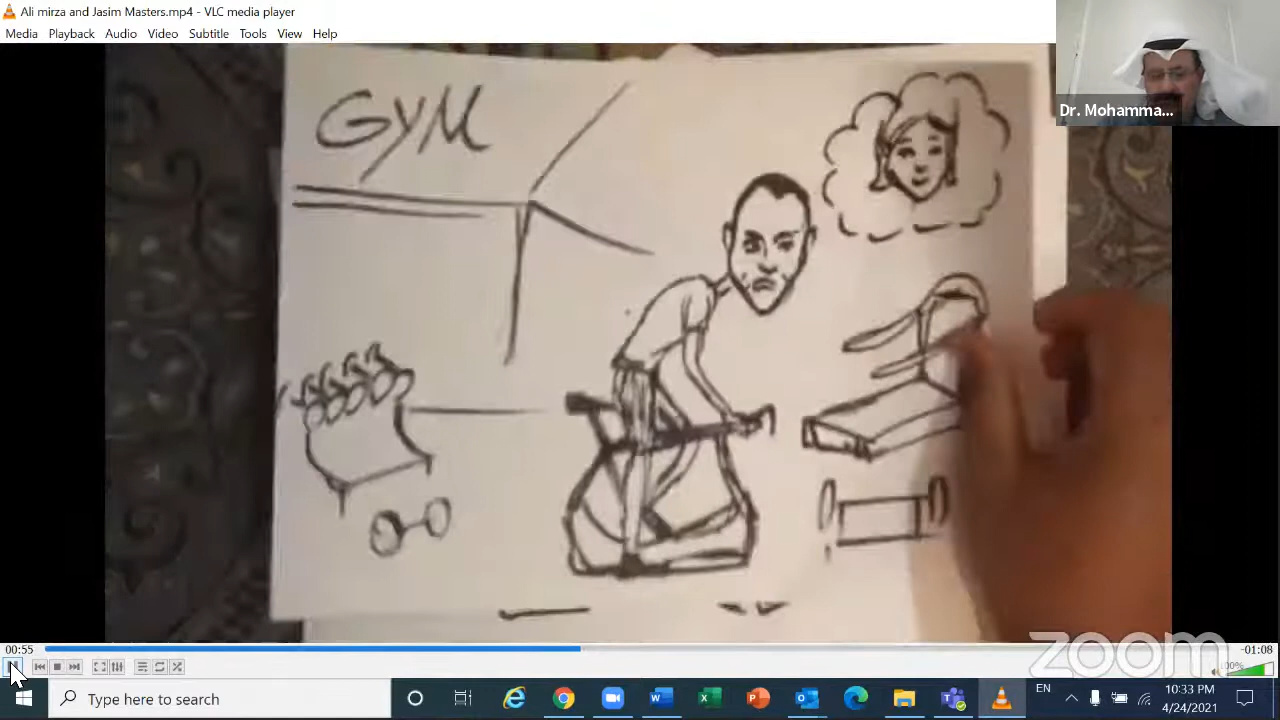 Ali mirza and Jasim Masters.mp4 - VLC media player
Media Playback Audio Video Subtitle Tools View Help
Dr. Mohamma...
GYM
00:55
-01:08
100%
zoom
Type here to search
EN
10:33 PM
4/24/2021